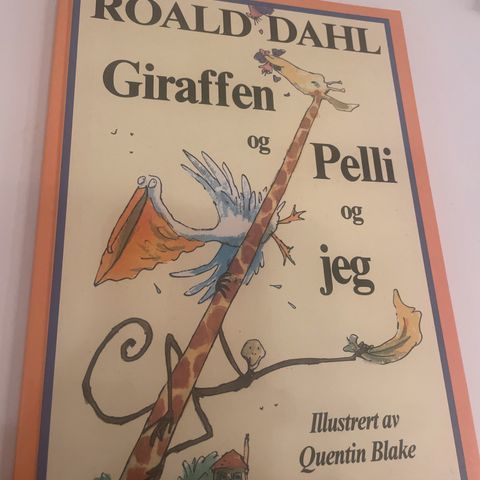 ROALD DAHL
Giraffen
og
Pelli
og
jeg
Illustrert av
Quentin Blake